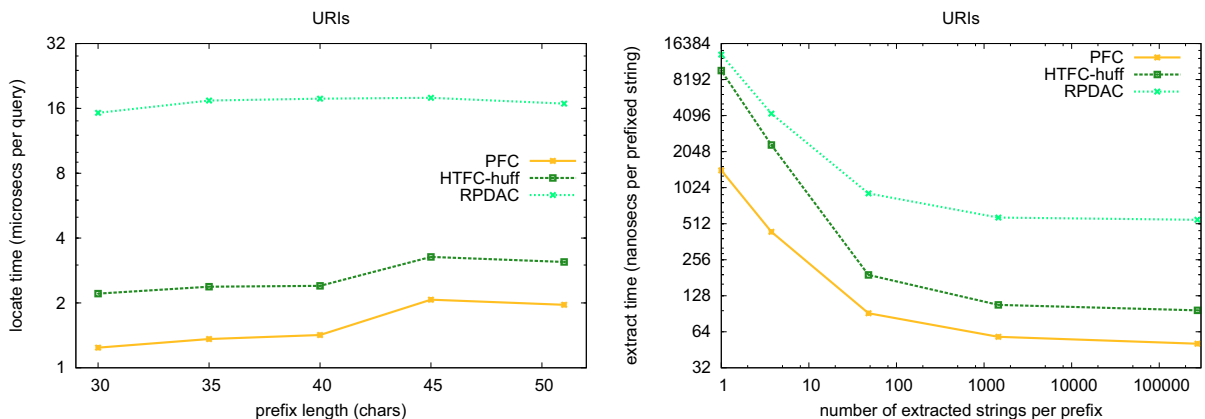 URIs
locate time (microsecs per query)
32
16
8
4
2
1
PFC
HTFC-huff
RPDAC
30 35 40 45 50
prefix length (chars)
URIs
extract time (nanosecs per prefixed string)
16384
8192
4096
2048
1024
512
256
128
64
32
PFC
HTFC-huff
RPDAC
1 10 100 1000 10000 100000
number of extracted strings per prefix